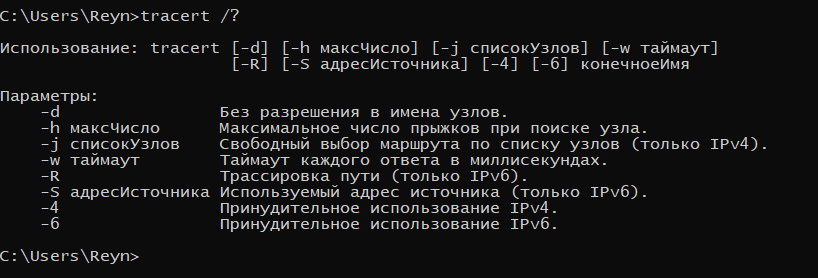 C:\Users\Reyn>tracert /?
Использование: tracert [-d] [-h максЧисло] [-j списокУзлов] [-w таймаут]
[-R] [-S адресИсточника] [-4] [-6] конечноеИмя
Параметры:
-d Без разрешения в имена узлов.
-h максЧисло Максимальное число прыжков при поиске узла.
-j списокУзлов Свободный выбор маршрута по списку узлов (только IPv4).
-w таймаут Таймаут каждого ответа в миллисекундах.
-R Трассировка пути (только IPv6).
-S адресИсточника Используемый адрес источника (только IPv6).
-4 Принудительное использование IPv4.
-6 Принудительное использование IPv6.
C:\Users\Reyn>